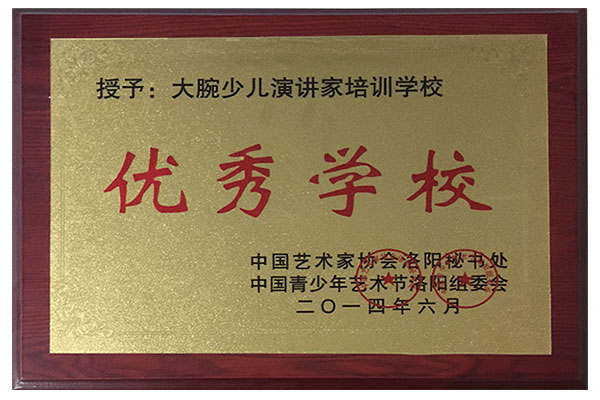 授予：大腕少儿演讲家培训学校
优秀学校
中国艺术家协会洛阳秘书处
中国青少年艺术节洛阳组委会
二〇一四年六月